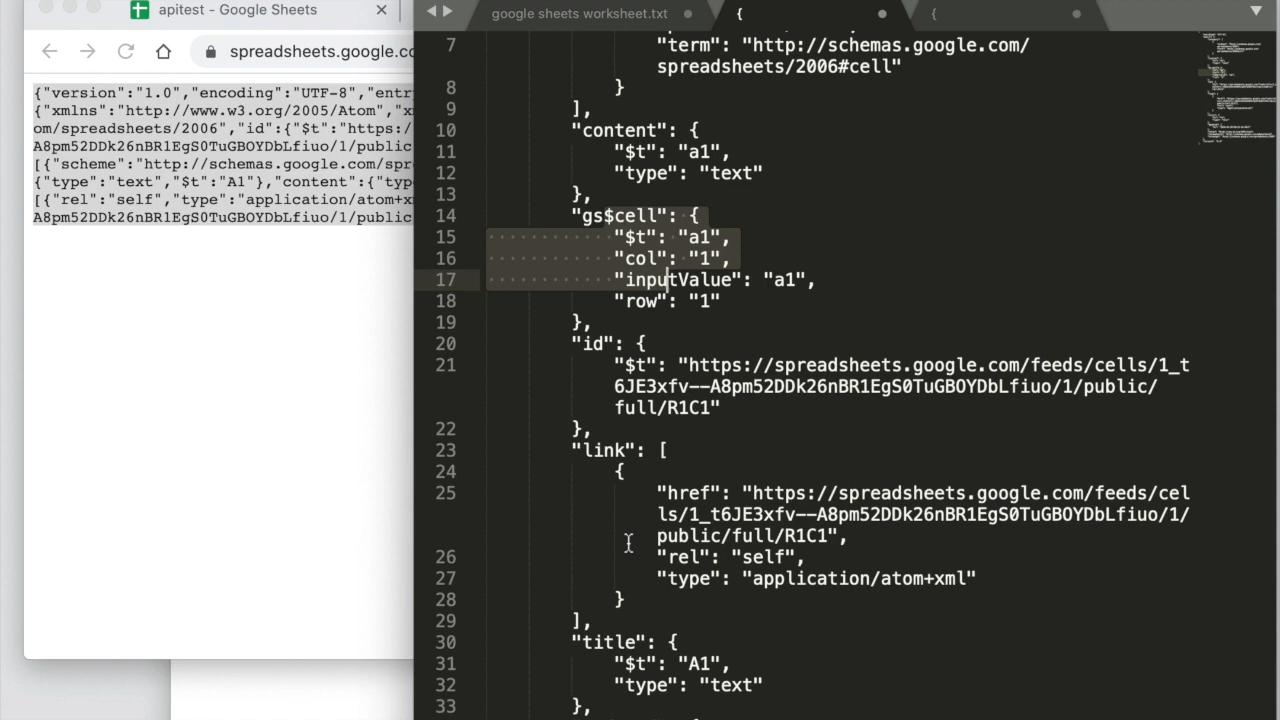 apitest - Google Sheets
spreadsheets.google.co
{"version":"1.0","encoding":"UTF-8","entr
{"xmlns":"http://www.w3.org/2005/Atom","x
om/spreadsheets/2006","id":{"$t":"https:/
A8pm52DDk26nBR1EgS0TuGBOYDbLfiuo/1/public
[{"scheme":"http://schemas.google.com/spr
{"type":"text","$t":"A1"},"content":{"typ
[{"rel":"self","type":"application/atom+x
A8pm52DDk26nBR1EgS0TuGBOYDbLfiuo/1/public
google sheets worksheet.txt
{
{
7 "term": "http://schemas.google.com/
spreadsheets/2006#cell"
8 }
9 ],
10 "content": {
11 "$t": "a1",
12 "type": "text"
13 },
14 "gs$cell": {
15 "$t": "a1",
16 "col": "1",
17 "inputValue": "a1",
18 "row": "1"
19 },
20 "id": {
21 "$t": "https://spreadsheets.google.com/feeds/cells/1_t
6JE3xfv--A8pm52DDk26nBR1EgS0TuGBOYDbLfiuo/1/public/
full/R1C1"
22 },
23 "link": [
24 {
25 "href": "https://spreadsheets.google.com/feeds/cel
ls/1_t6JE3xfv--A8pm52DDk26nBR1EgS0TuGBOYDbLfiuo/1/
public/full/R1C1",
26 "rel": "self",
27 "type": "application/atom+xml"
28 }
29 ],
30 "title": {
31 "$t": "A1",
32 "type": "text"
33 },